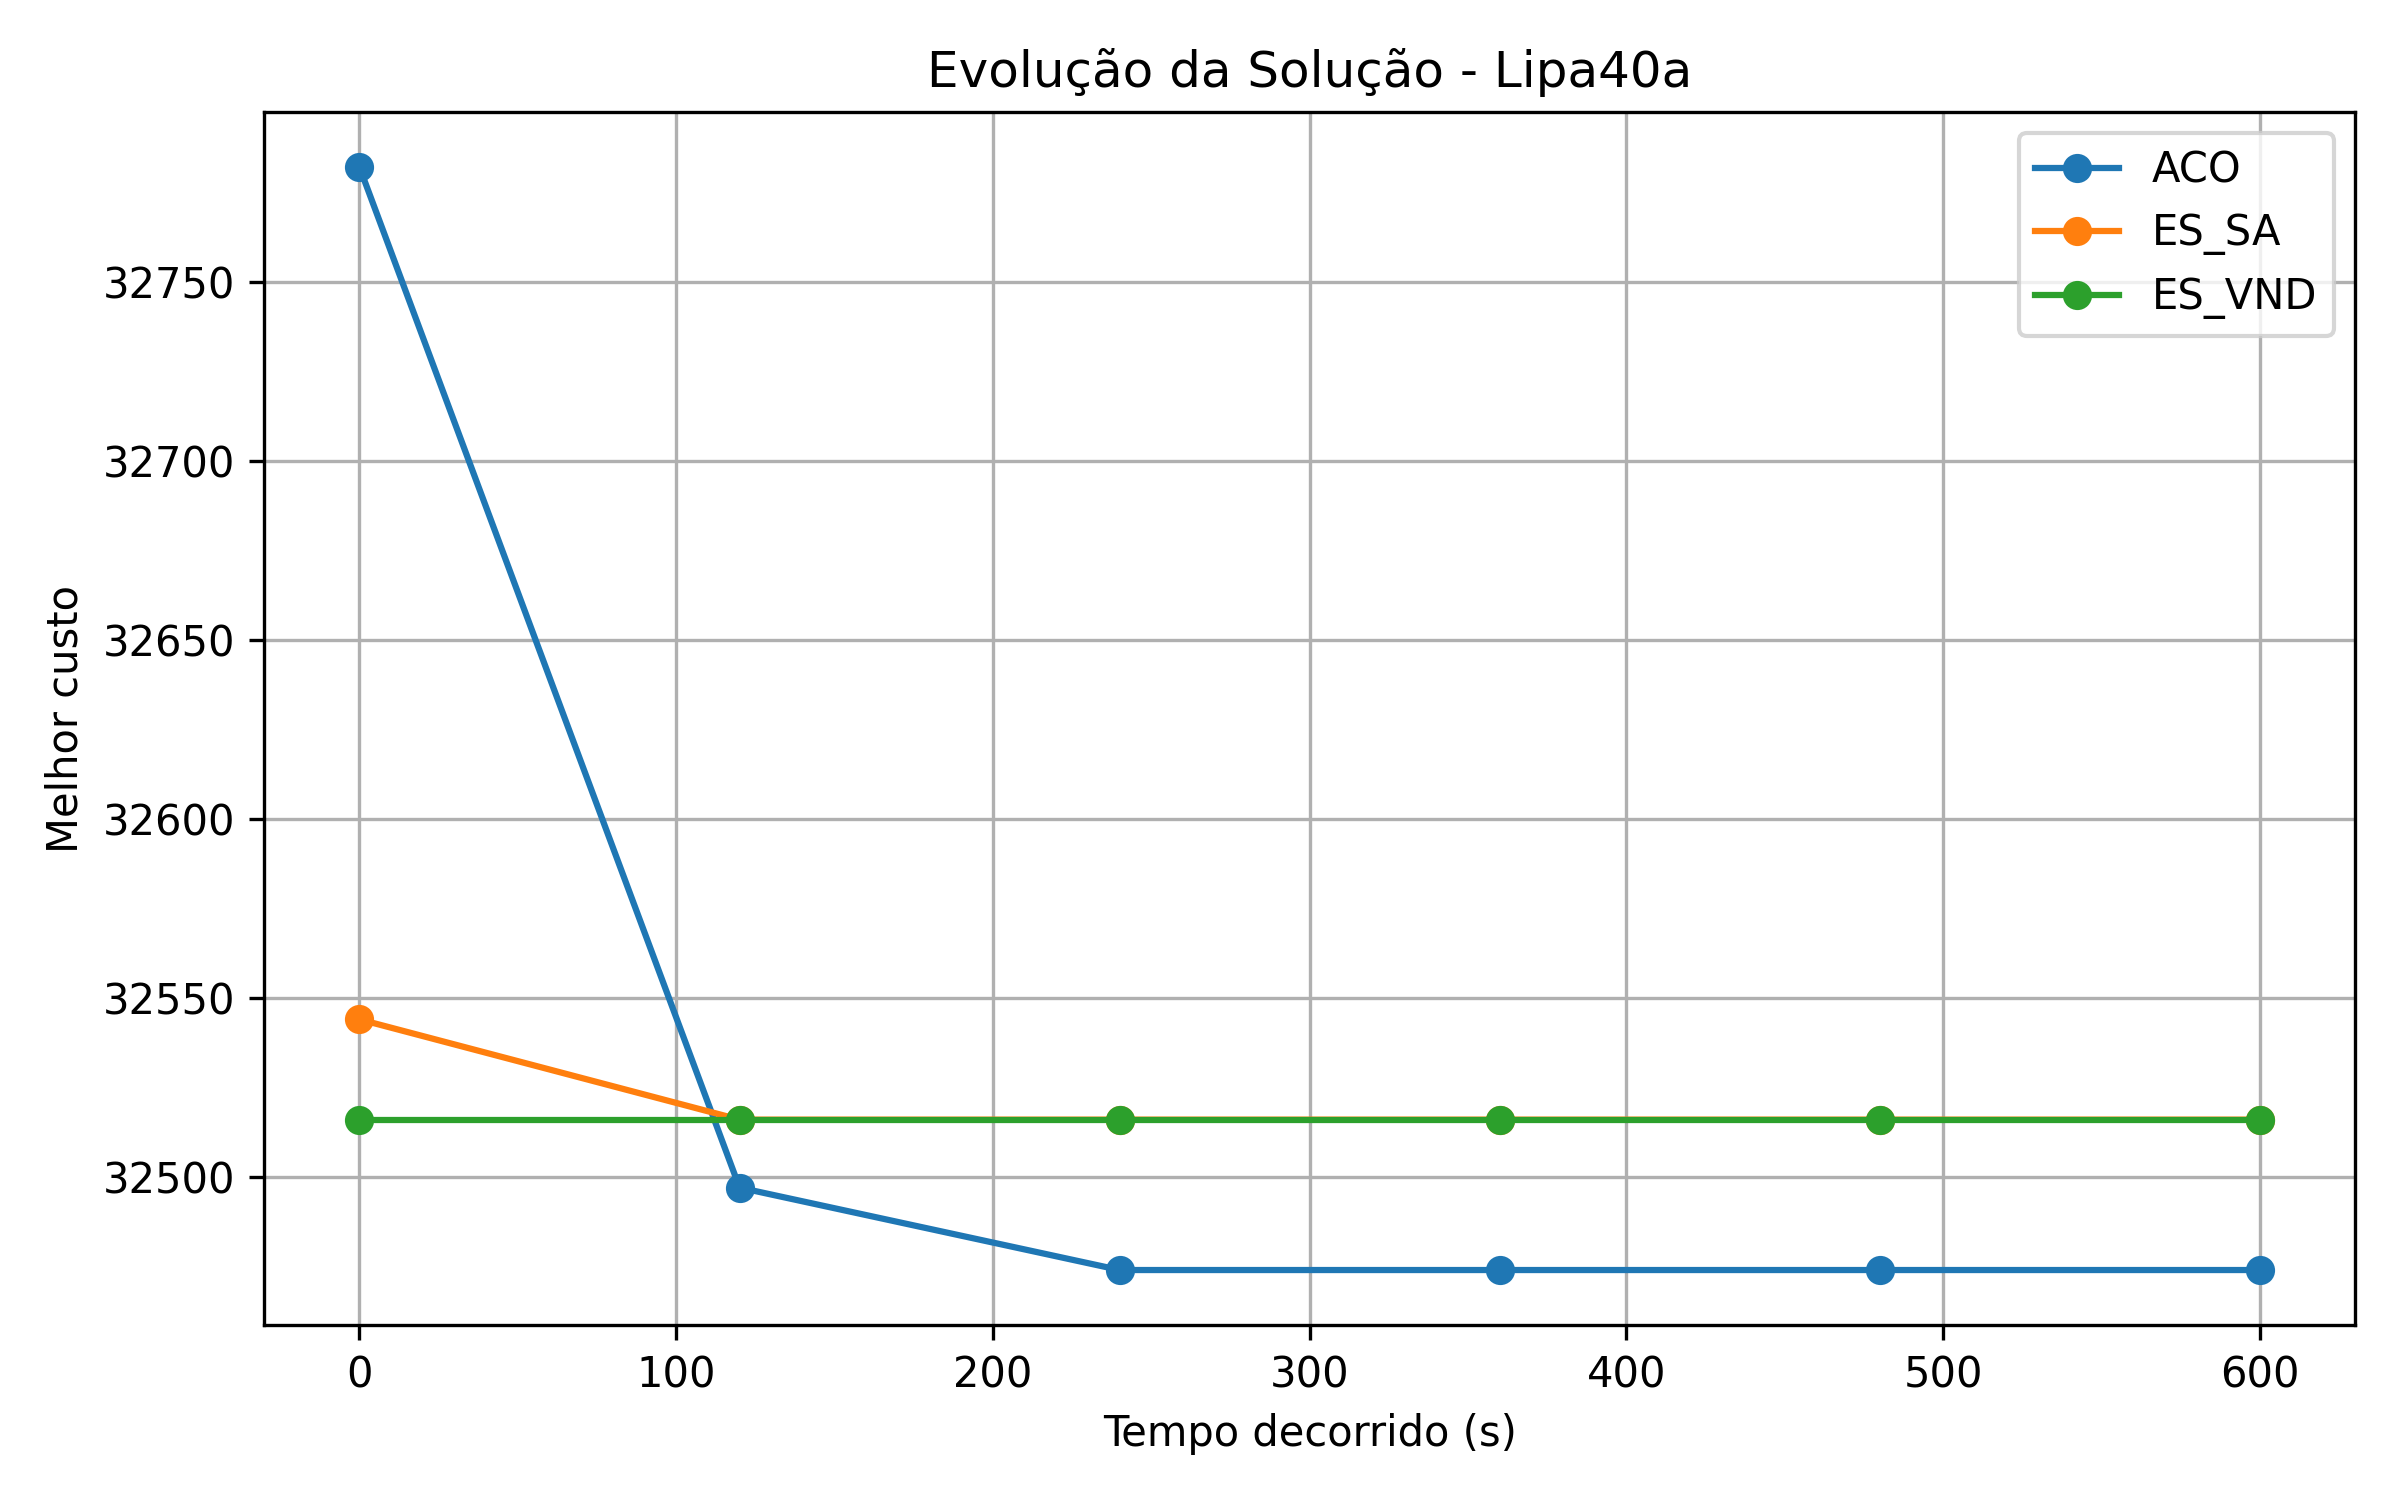 Evolução da Solução - Lipa40a
ACO
ES_SA
ES_VND
Melhor custo
32750
32700
32650
32600
32550
32500
0 100 200 300 400 500 600
Tempo decorrido (s)